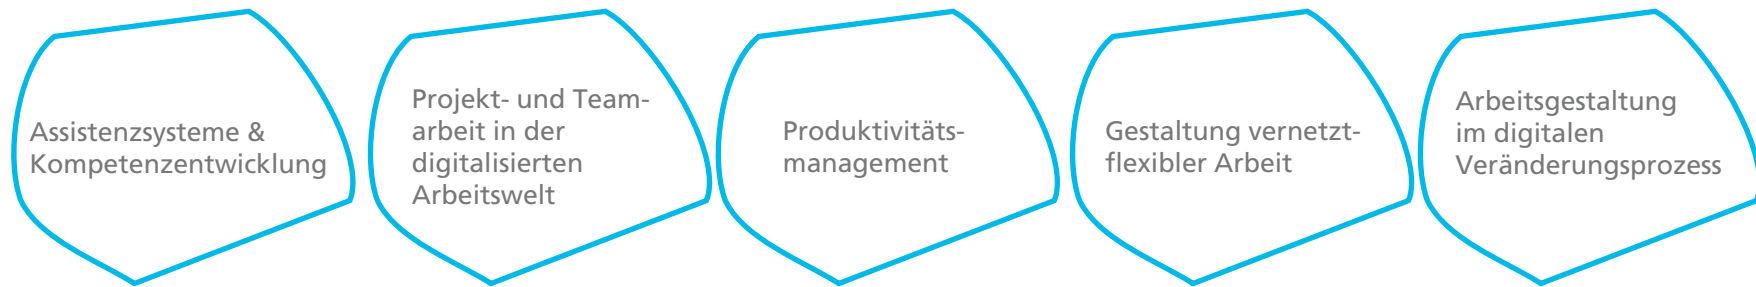 Assistenzsysteme &
Kompetenzentwicklung
Projekt- und Team-
arbeit in der
digitalisierten
Arbeitswelt
Produktivitäts-
management
Gestaltung vernetzt-
flexibler Arbeit
Arbeitsgestaltung
im digitalen
Veränderungsprozess